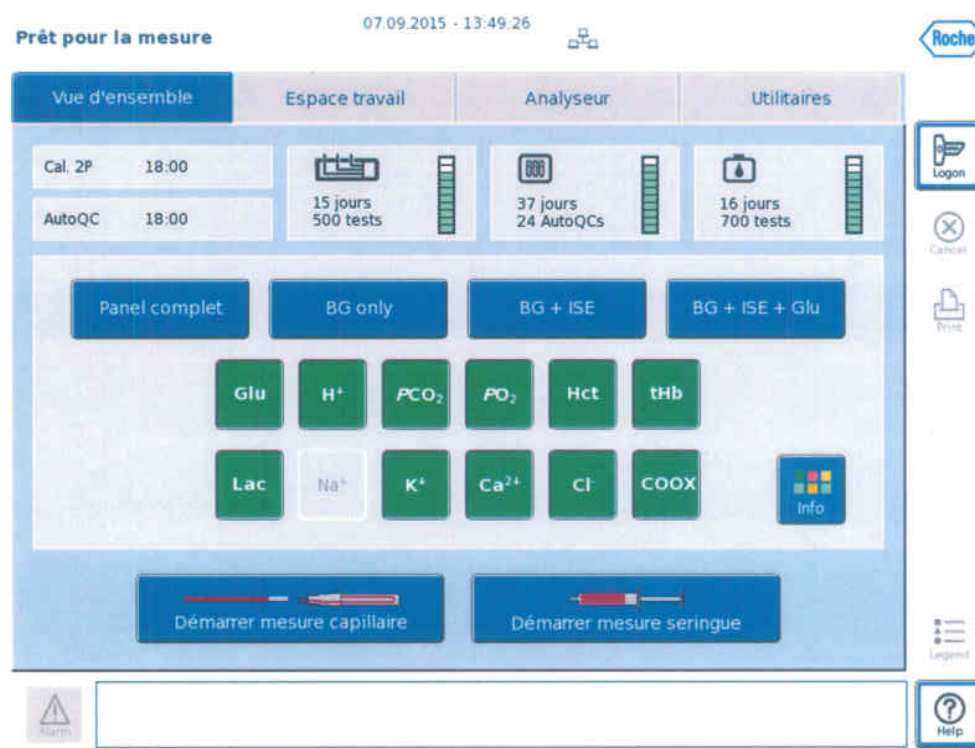 07.09.2015 - 13:49:26
Prêt pour la mesure
Roche
Vue d'ensemble
Espace travail
Analyseur
Utilitaires
Cal. 2P 18:00
AutoQC 18:00
15 jours
500 tests
37 jours
24 AutoQCs
16 jours
700 tests
Logon
Cancel
Print
Panel complet
BG only
BG + ISE
BG + ISE + Glu
Glu
H⁺
PCO₂
PO₂
Hct
tHb
Lac
Na⁺
K⁺
Ca²⁺
Cl⁻
COOX
Info
Démarrer mesure capillaire
Démarrer mesure seringue
Legend
Alarm
Help